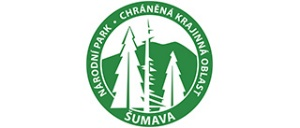 NÁRODNÍ PARK • CHRÁNĚNÁ KRAJINNÁ OBLAST
ŠUMAVA